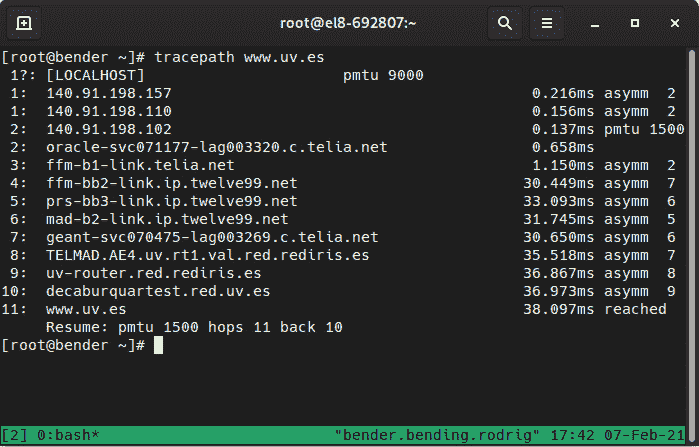 root@el8-692807:~
[root@bender ~]# tracepath www.uv.es
 1?: [LOCALHOST]                      pmtu 9000
 1:  140.91.198.157                                        0.216ms asymm  2
 1:  140.91.198.110                                        0.156ms asymm  2
 2:  140.91.198.102                                        0.137ms pmtu 1500
 2:  oracle-svc071177-lag003320.c.telia.net                0.658ms
 3:  ffm-b1-link.telia.net                                 1.150ms asymm  2
 4:  ffm-bb2-link.ip.twelve99.net                         30.449ms asymm  7
 5:  prs-bb3-link.ip.twelve99.net                         33.093ms asymm  6
 6:  mad-b2-link.ip.twelve99.net                          31.745ms asymm  5
 7:  geant-svc070475-lag003269.c.telia.net                30.650ms asymm  6
 8:  TELMAD.AE4.uv.rt1.val.red.rediris.es                 35.518ms asymm  7
 9:  uv-router.red.rediris.es                             36.867ms asymm  8
10:  decaburquartest.red.uv.es                            36.973ms asymm  9
11:  www.uv.es                                            38.097ms reached
     Resume: pmtu 1500 hops 11 back 10
[root@bender ~]#
[2] 0:bash* "bender.bending.rodrig" 17:42 07-Feb-21